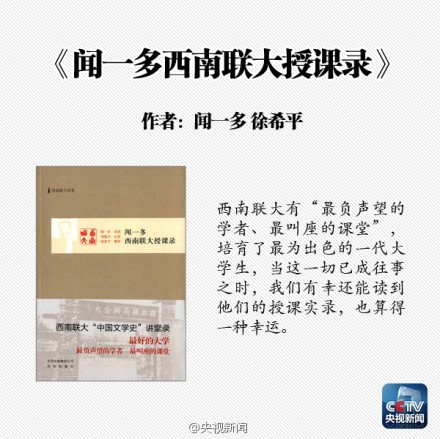 《闻一多西南联大授课录》
作者：闻一多 徐希平
闻一多
西南联大授课录
西南联大“中国文学史”讲堂录
最好的大学
最负声望的学者 最叫座的课堂
西南联大有“最负声望的
学者、最叫座的课堂”，
培育了最为出色的一代大
学生，当这一切已成往事
之时，我们有幸还能读到
他们的授课实录，也算得
一种幸运。
CCTV
央视新闻
@央视新闻